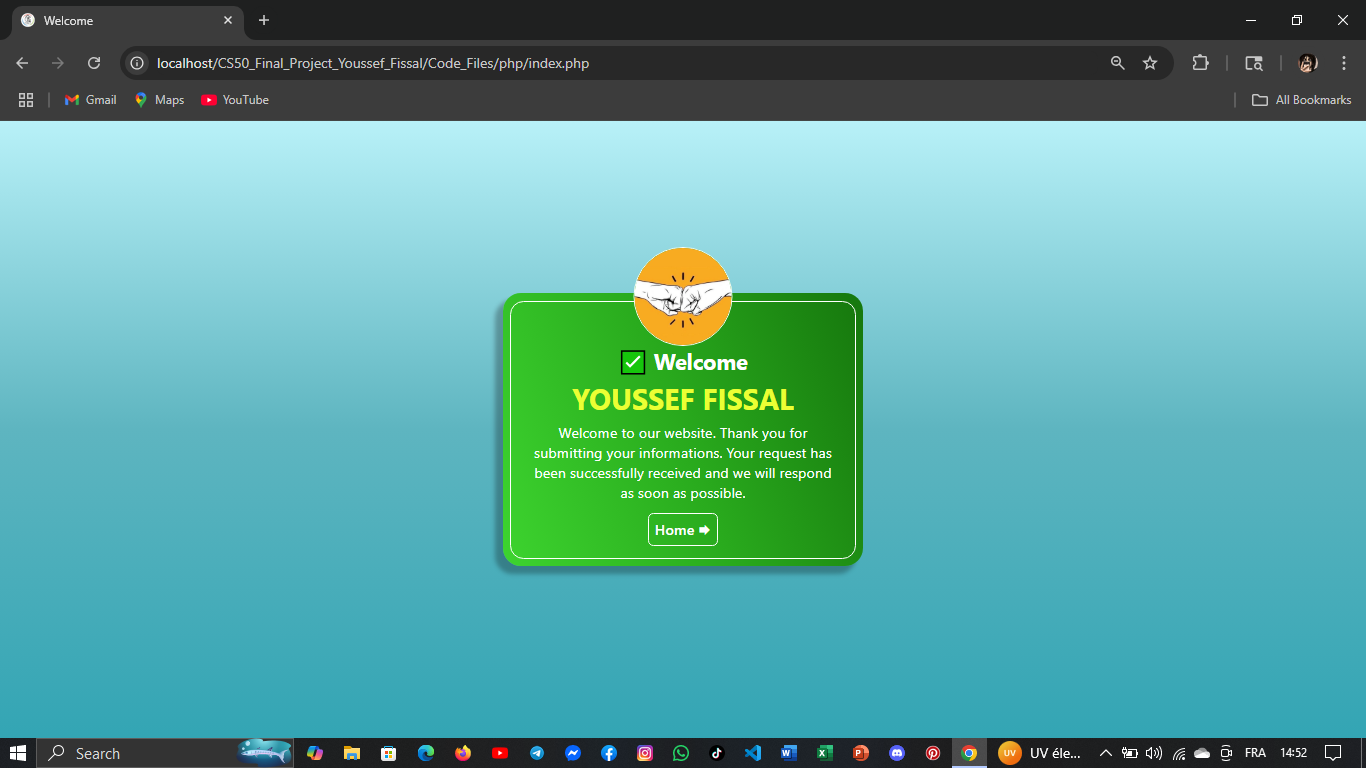 Welcome
localhost/CS50_Final_Project_Youssef_Fissal/Code_Files/php/index.php
Gmail
Maps
YouTube
All Bookmarks
Welcome
YOUSSEF FISSAL
Welcome to our website. Thank you for
submitting your informations. Your request has
been successfully received and we will respond
as soon as possible.
Home
Search
UV
UV éle...
FRA
14:52